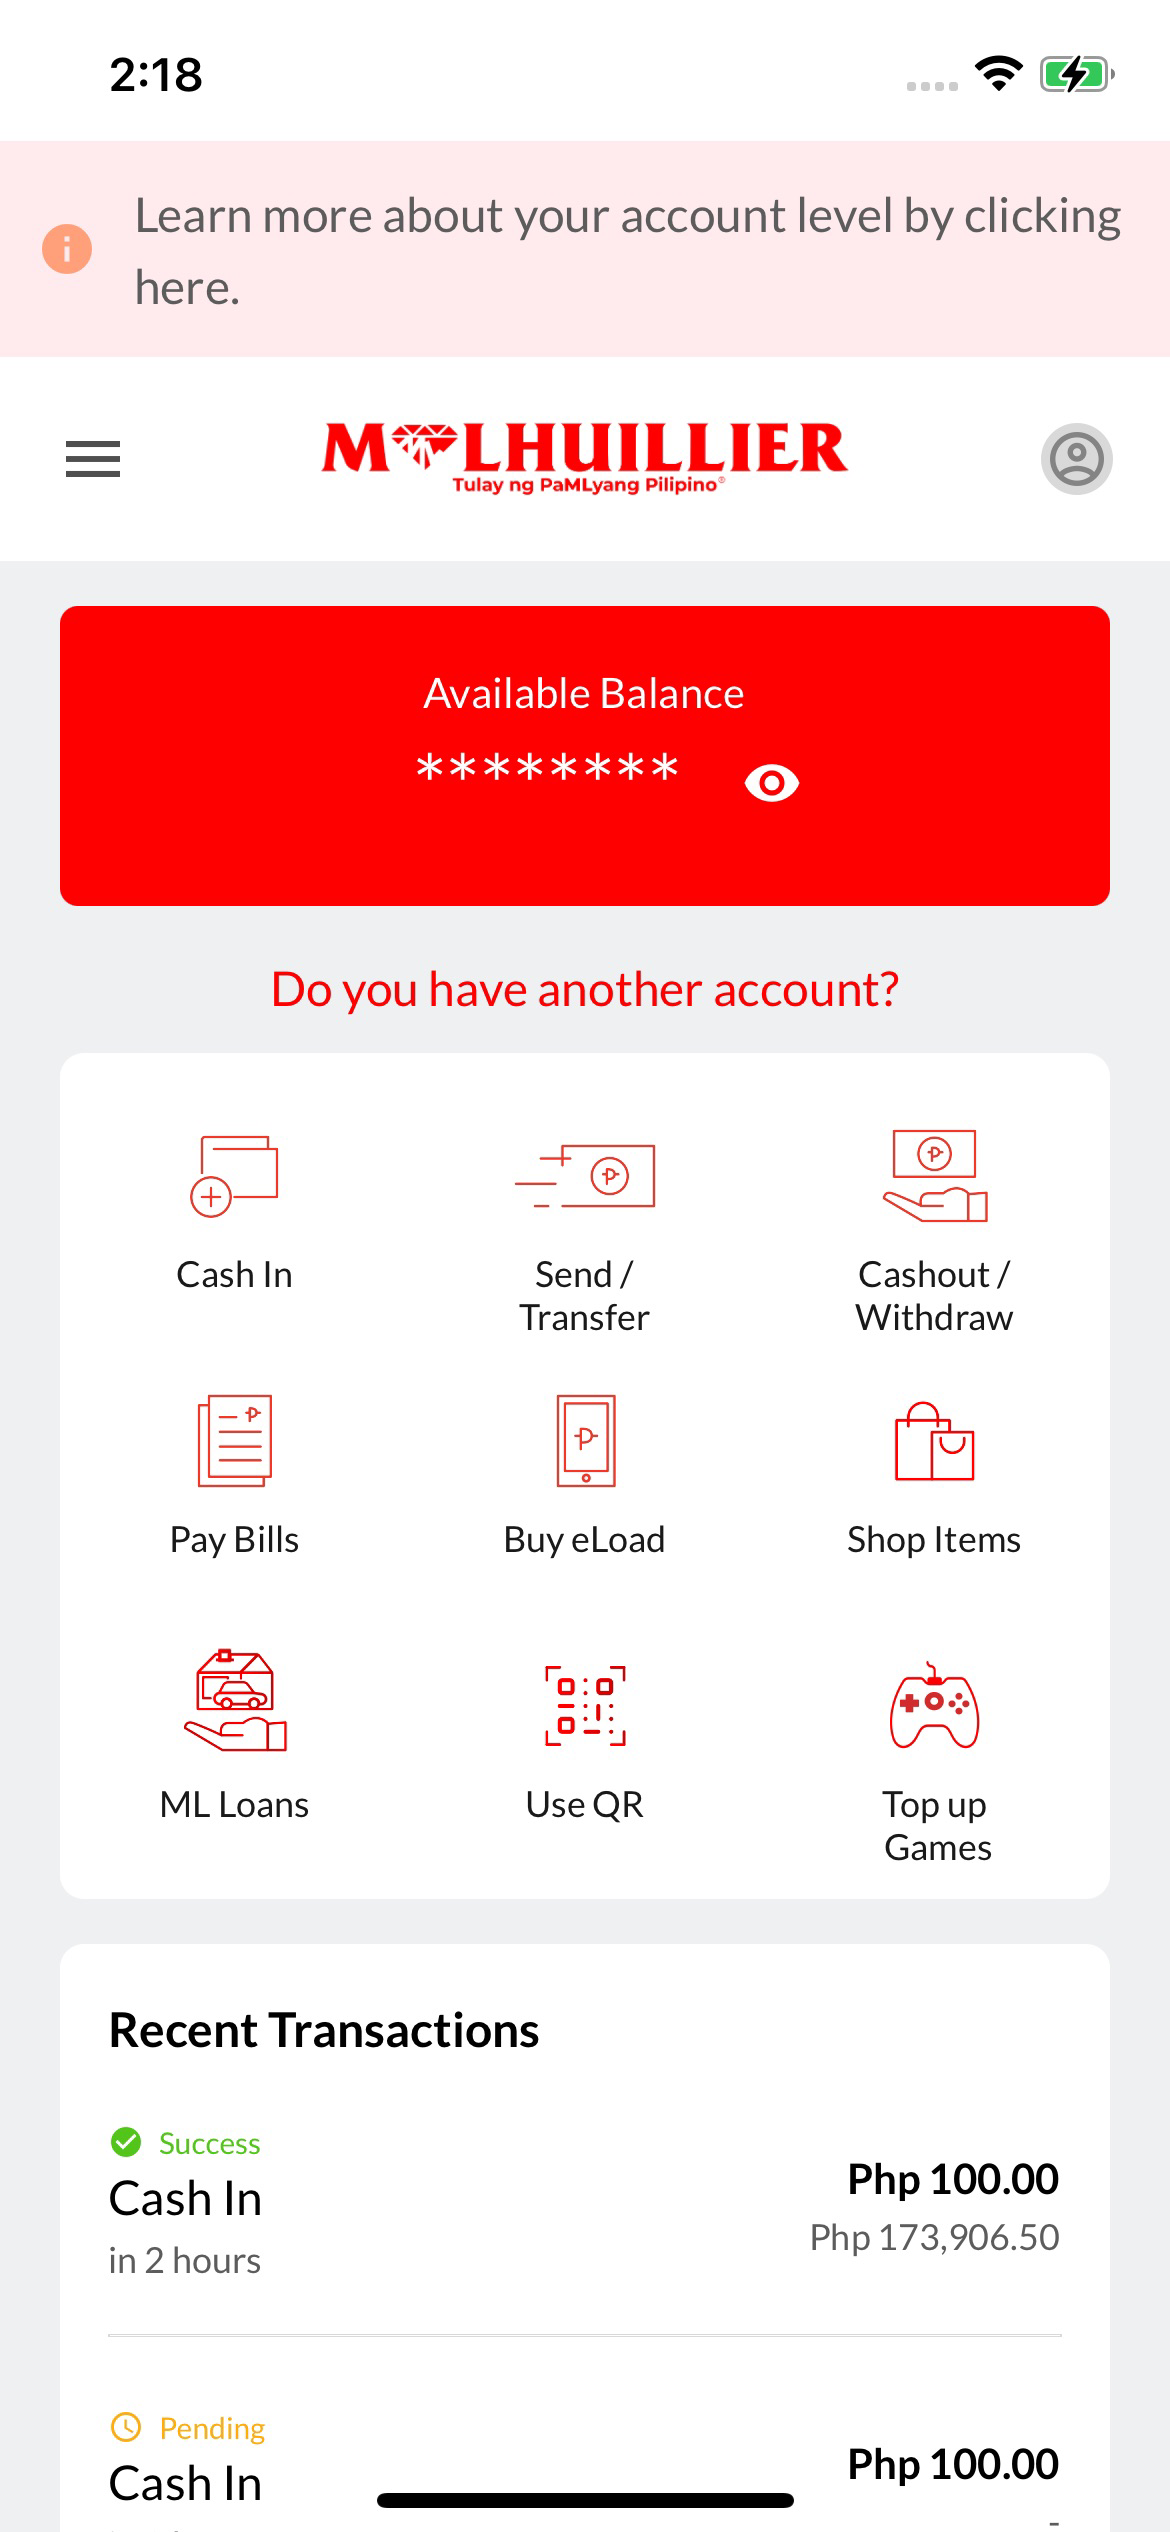 2:18
Learn more about your account level by clicking
here.
M LHUILLIER
Tulay ng PaMLyang Pilipino®
Available Balance
********
Do you have another account?
Cash In
Send /
Transfer
Cashout /
Withdraw
Pay Bills
Buy eLoad
Shop Items
ML Loans
Use QR
Top up
Games
Recent Transactions
Success
Cash In
in 2 hours
Php 100.00
Php 173,906.50
Pending
Cash In
Php 100.00
-